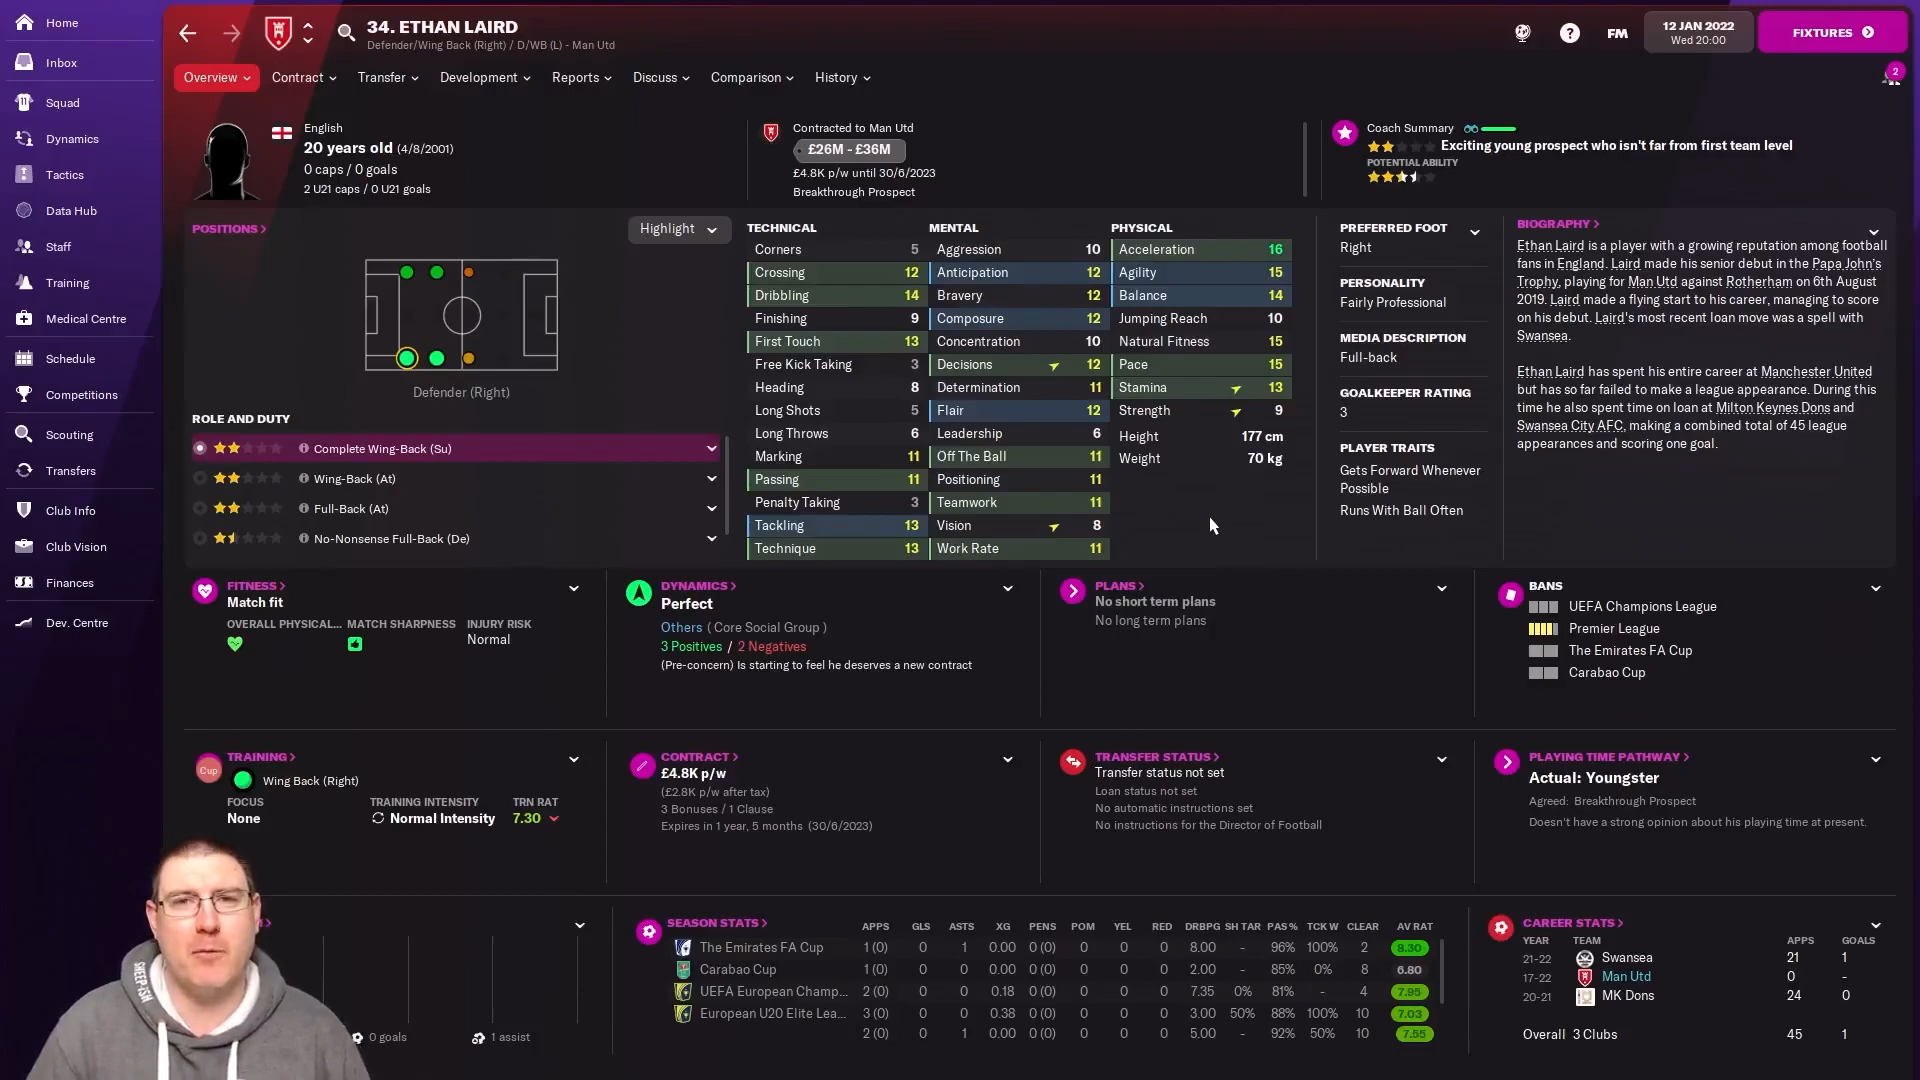 Home
Inbox
Squad
Dynamics
Tactics
Data Hub
Staff
Training
Medical Centre
Schedule
Competitions
Scouting
Transfers
Club Info
Club Vision
Finances
Dev. Centre
34. ETHAN LAIRD
Defender/Wing Back (Right) / D/WB (L) - Man Utd
? FM
12 JAN 2022
Wed 20:00
FIXTURES
Overview Contract Transfer Development Reports Discuss Comparison History
2
English
20 years old (4/8/2001)
0 caps / 0 goals
2 U21 caps / 0 U21 goals
Contracted to Man Utd
£26M - £36M
£4.8K p/w until 30/6/2023
Breakthrough Prospect
Coach Summary
Exciting young prospect who isn't far from first team level
POTENTIAL ABILITY
POSITIONS >
Highlight
Defender (Right)
ROLE AND DUTY
Complete Wing-Back (Su)
Wing-Back (At)
Full-Back (At)
No-Nonsense Full-Back (De)
TECHNICAL
Corners 5
Crossing 12
Dribbling 14
Finishing 9
First Touch 13
Free Kick Taking 3
Heading 8
Long Shots 5
Long Throws 6
Marking 11
Passing 11
Penalty Taking 3
Tackling 13
Technique 13
MENTAL
Aggression 10
Anticipation 12
Bravery 12
Composure 12
Concentration 10
Decisions 12
Determination 11
Flair 12
Leadership 6
Off The Ball 11
Positioning 11
Teamwork 11
Vision 8
Work Rate 11
PHYSICAL
Acceleration 16
Agility 15
Balance 14
Jumping Reach 10
Natural Fitness 15
Pace 15
Stamina 13
Strength 9
Height 177 cm
Weight 70 kg
PREFERRED FOOT
Right
PERSONALITY
Fairly Professional
MEDIA DESCRIPTION
Full-back
GOALKEEPER RATING
3
PLAYER TRAITS
Gets Forward Whenever
Possible
Runs With Ball Often
BIOGRAPHY >
Ethan Laird is a player with a growing reputation among football
fans in England. Laird made his senior debut in the Papa John's
Trophy, playing for Man Utd against Rotherham on 6th August
2019. Laird made a flying start to his career, managing to score
on his debut. Laird's most recent loan move was a spell with
Swansea.
Ethan Laird has spent his entire career at Manchester United
but has so far failed to make a league appearance. During this
time he also spent time on loan at Milton Keynes Dons and
Swansea City AFC, making a combined total of 45 league
appearances and scoring one goal.
FITNESS >
Match fit
OVERALL PHYSICAL... MATCH SHARPNESS INJURY RISK
Normal
DYNAMICS >
Perfect
Others ( Core Social Group )
3 Positives / 2 Negatives
(Pre-concern) Is starting to feel he deserves a new contract
PLANS >
No short term plans
No long term plans
BANS
UEFA Champions League
Premier League
The Emirates FA Cup
Carabao Cup
TRAINING >
Cup
Wing Back (Right)
FOCUS TRAINING INTENSITY TRN RAT
None Normal Intensity 7.30
CONTRACT >
£4.8K p/w
(£2.8K p/w after tax)
3 Bonuses / 1 Clause
Expires in 1 year, 5 months (30/6/2023)
TRANSFER STATUS >
Transfer status not set
Loan status not set
No automatic instructions set
No instructions for the Director of Football
PLAYING TIME PATHWAY >
Actual: Youngster
Agreed: Breakthrough Prospect
Doesn't have a strong opinion about his playing time at present.
0 goals 1 assist
SHEEPISH
SEASON STATS > APPS GLS ASTS XG PENS POM YEL RED DRBPG SH TAR PAS % TCK W CLEAR AV RAT
The Emirates FA Cup 1 (0) 0 1 0.00 0 (0) 0 0 0 8.00 - 96% 100% 2 8.30
Carabao Cup 1 (0) 0 0 0.00 0 (0) 0 0 0 2.00 - 85% 0% 8 6.80
UEFA European Champ... 2 (0) 0 0 0.18 0 (0) 0 0 0 7.35 0% 81% - 4 7.95
European U20 Elite Lea... 3 (0) 0 0 0.38 0 (0) 0 0 0 3.00 50% 88% 100% 10 7.03
2 (0) 0 1 0.00 0 (0) 0 0 0 5.00 - 92% 50% 10 7.55
CAREER STATS >
YEAR TEAM APPS GOALS
21-22 Swansea 21 1
17-22 Man Utd 0 -
20-21 MK Dons 24 0
Overall 3 Clubs 45 1